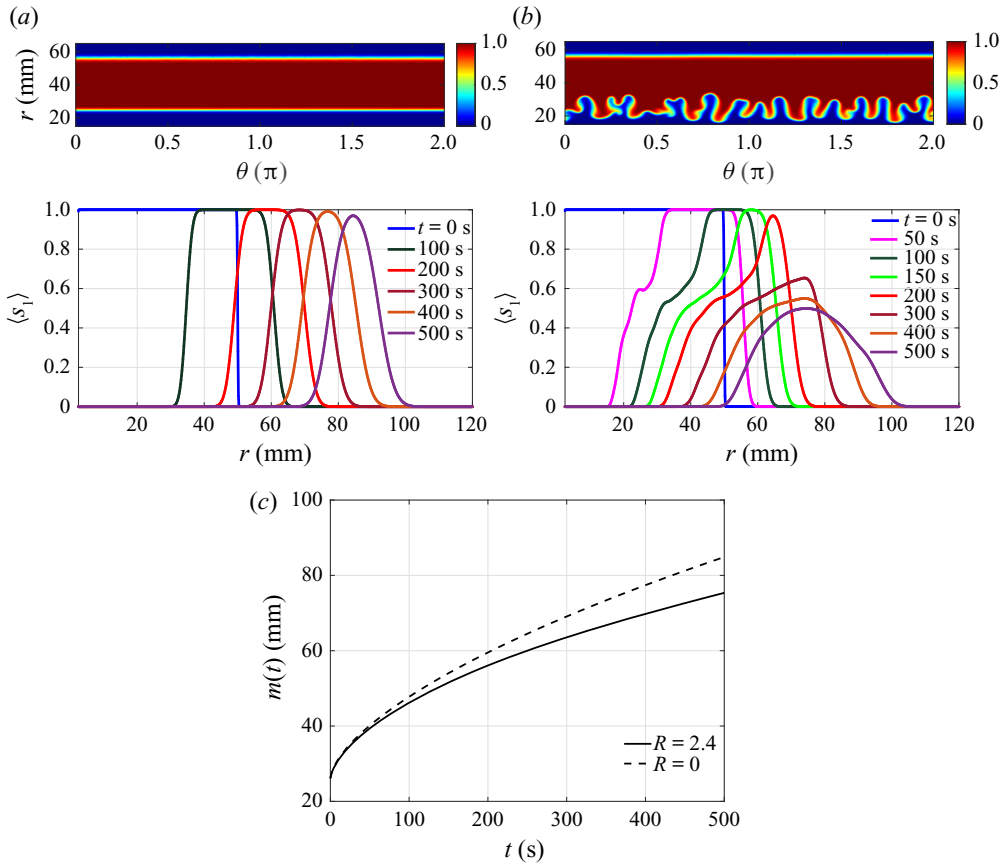 (a)
(b)
r (mm)
60
40
20
0
0.5
1.0
1.5
2.0
θ (π)
1.0
0.5
0
60
40
20
0
0.5
1.0
1.5
2.0
θ (π)
1.0
0.5
0
⟨s₁⟩
1.0
0.8
0.6
0.4
0.2
0
20
40
60
80
100
120
r (mm)
t = 0 s
100 s
200 s
300 s
400 s
500 s
⟨s₁⟩
1.0
0.8
0.6
0.4
0.2
0
20
40
60
80
100
120
r (mm)
t = 0 s
50 s
100 s
150 s
200 s
300 s
400 s
500 s
(c)
m(t) (mm)
100
80
60
40
20
0
100
200
300
400
500
t (s)
R = 2.4
R = 0